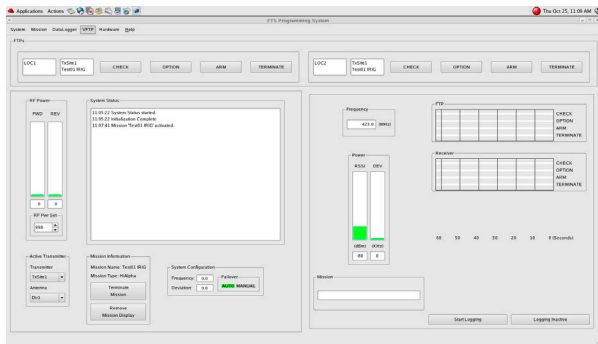 Applications Actions
Thu Oct 25, 11:09 AM
FTS Programming System
System Mission DataLogger UPTP Hardware Help
FTPs
LOC1
TxSite1
Test01 IRIG
CHECK
OPTION
ARM
TERMINATE
LOC2
TxSite1
Test01 IRIG
CHECK
OPTION
ARM
TERMINATE
RF Power
FWD REV
0 0
RF Pwr Set
System Status
11:05:22 System Status started.
11:05:22 Initialization Complete
11:07:41 Mission 'Test01 IRIG' activated.
Active Transmitter
Transmitter
TxSite1
Antenna
Mission Information
Mission Name: Test01 IRIG
Mission Type: HiAlpha
Terminate
Mission
Remove
Mission Display
System Configuration
Frequency: 0.0
Deviation: 0.0
Failover
AUTO MANUAL
Frequency
423.0 (MHz)
Power
RSSI DEV
(dBm) (KHz)
-88 0
FTP
CHECK
OPTION
ARM
TERMINATE
Receiver
CHECK
OPTION
ARM
TERMINATE
60 50 40 30 20 10 0 (Seconds)
Mission
Start Logging
Logging Inactive